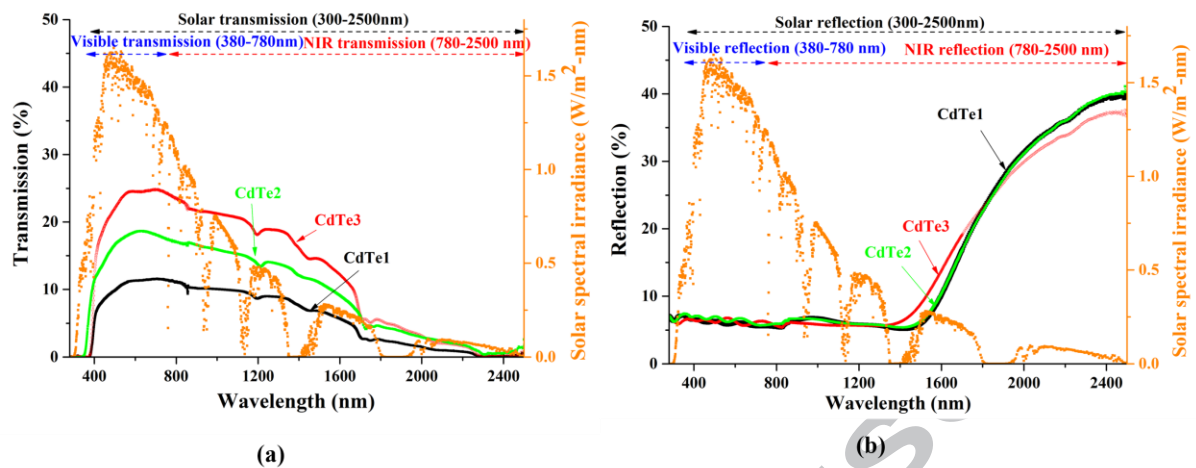 Solar transmission (300-2500nm)
Visible transmission (380-780nm)
NIR transmission (780-2500 nm)
50
40
30
20
10
0
Transmission (%)
CdTe2
CdTe3
CdTe1
1.5
1.0
0.5
0.0
Solar spectral irradiance (W/m2-nm)
400 800 1200 1600 2000 2400
Wavelength (nm)
(a)
Solar reflection (300-2500nm)
Visible reflection (380-780 nm)
NIR reflection (780-2500 nm)
50
40
30
20
10
0
Reflection (%)
CdTe1
CdTe3
CdTe2
1.5
1.0
0.5
0.0
Solar spectral irradiance (W/m2-nm)
400 800 1200 1600 2000 2400
Wavelength (nm)
(b)